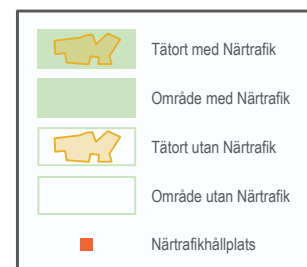 Tätort med Närtrafik
Område med Närtrafik
Tätort utan Närtrafik
Område utan Närtrafik
Närtrafikhållplats